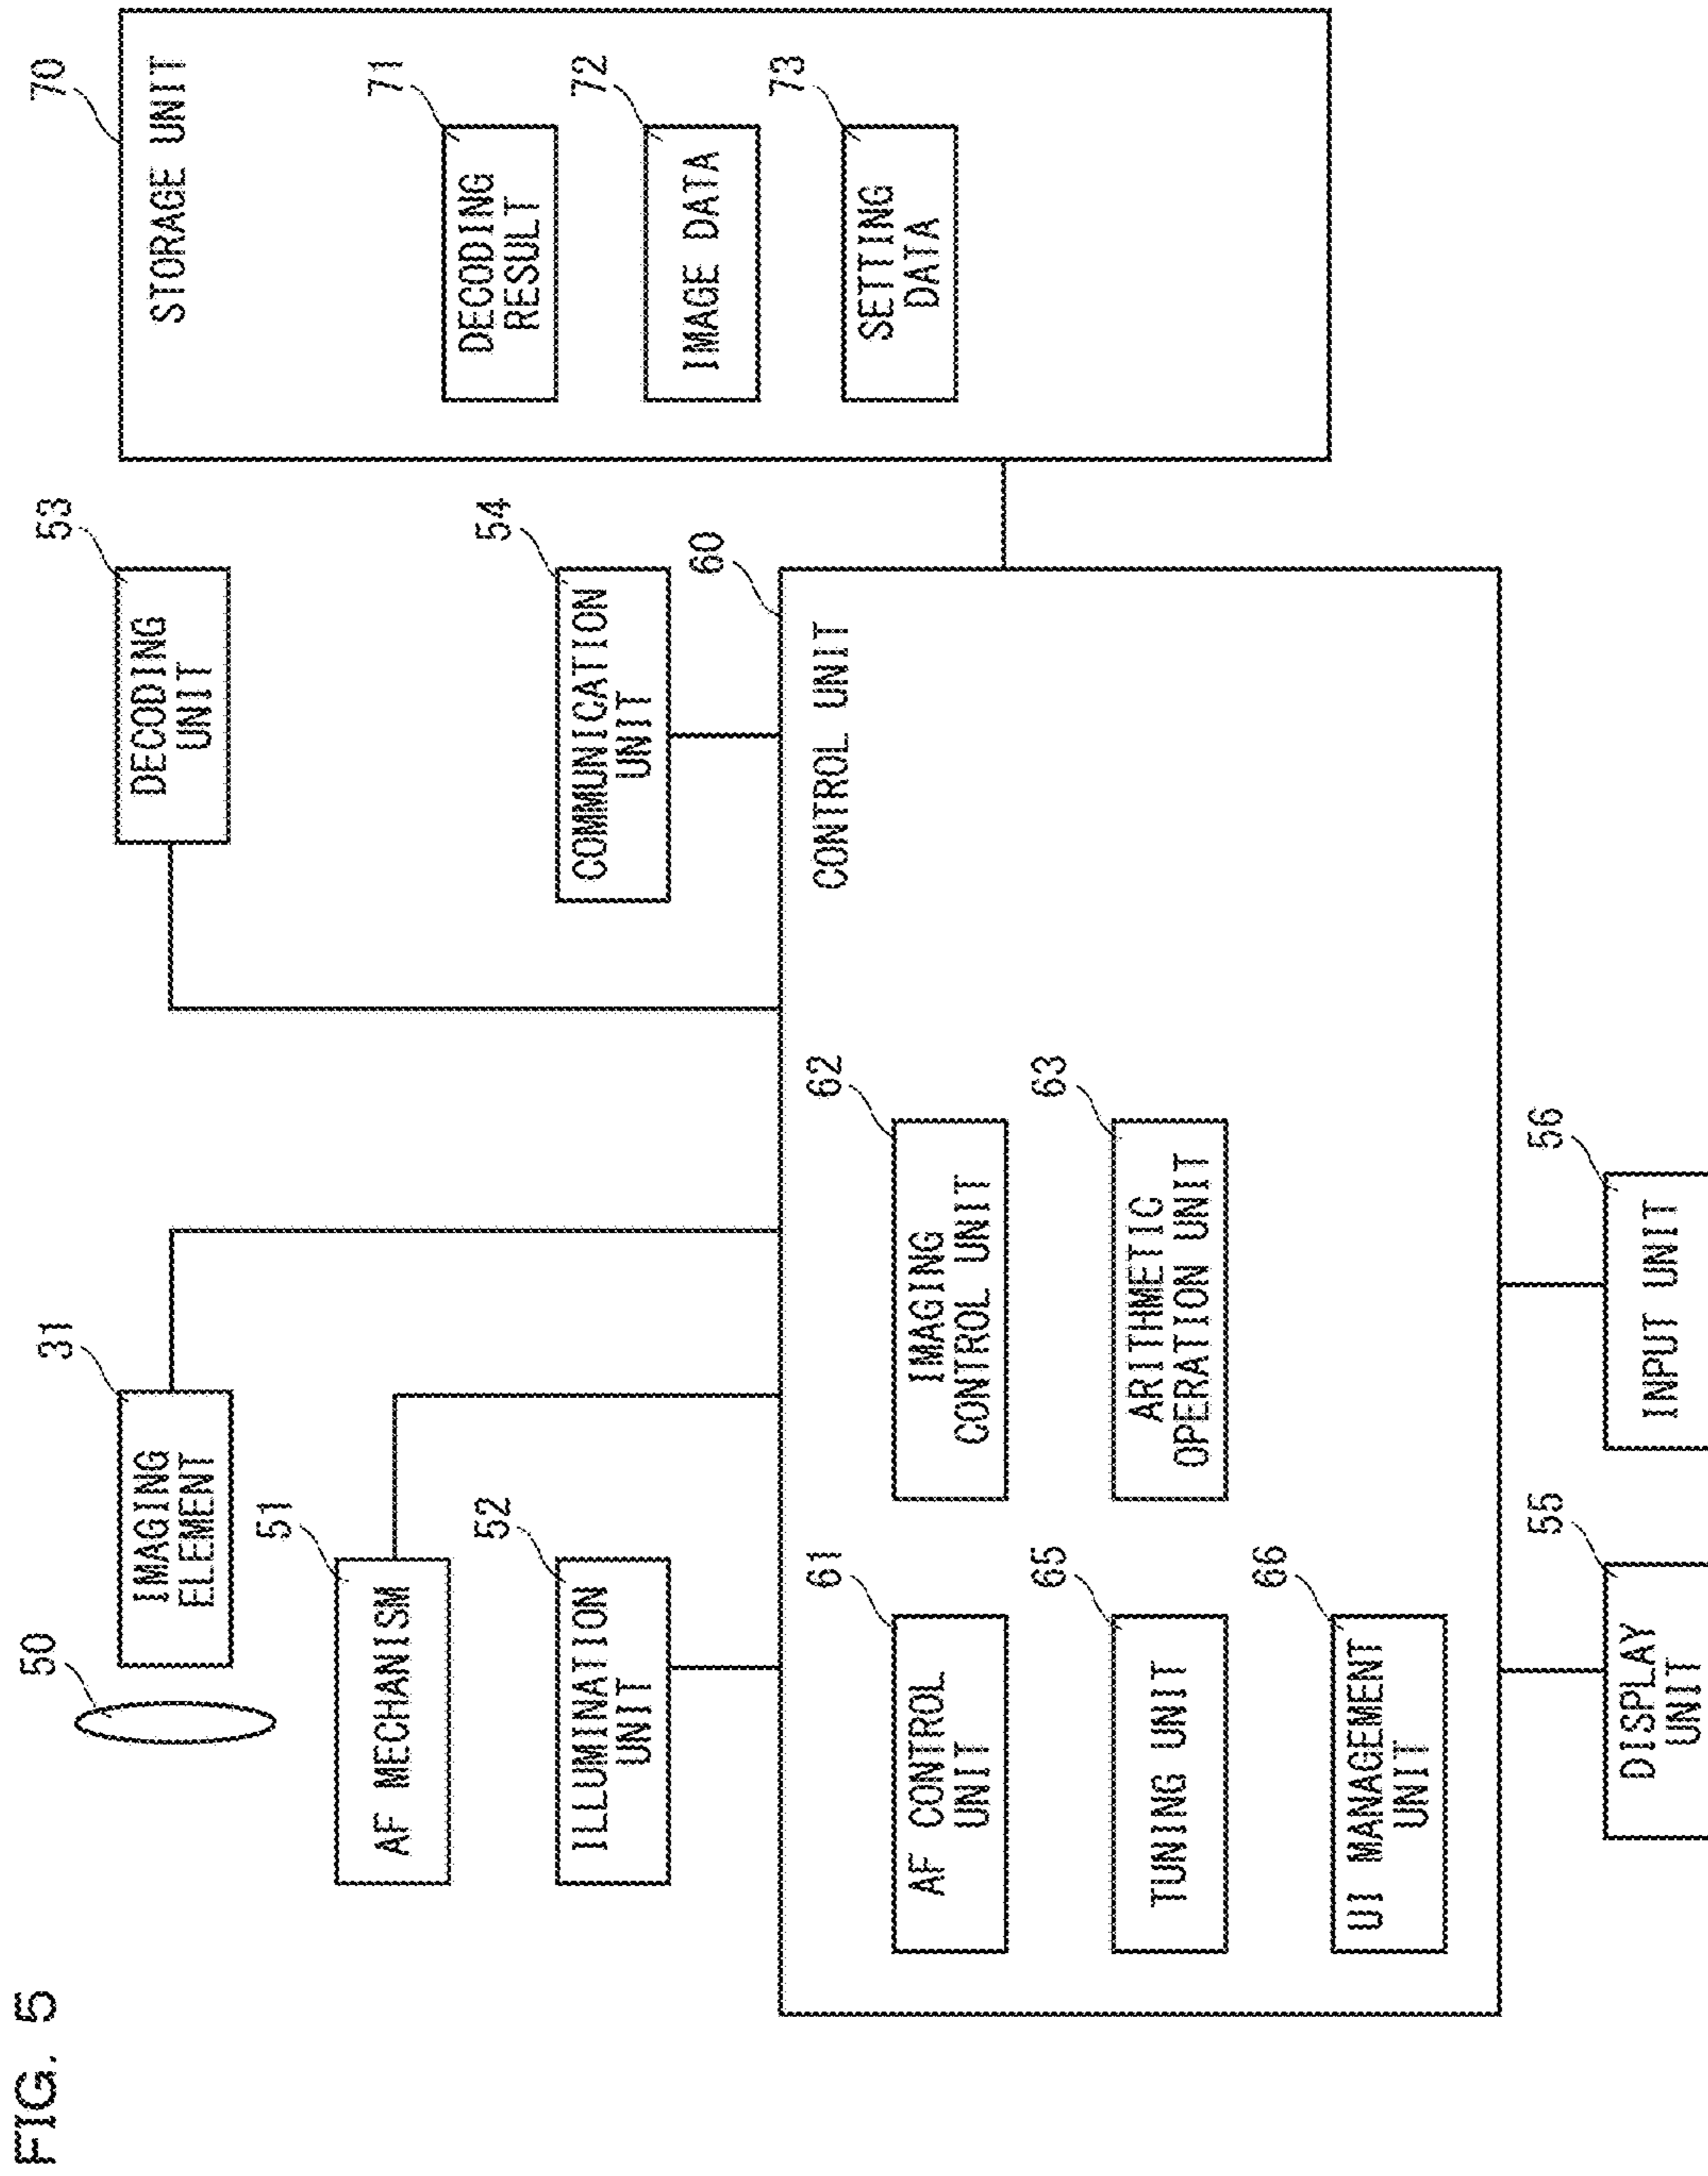 FIG. 5
50
31
IMAGING
ELEMENT
51
AF MECHANISM
52
ILLUMINATION
UNIT
53
DECODING
UNIT
54
COMMUNICATION
UNIT
60
CONTROL UNIT
61
AF CONTROL
UNIT
62
IMAGING
CONTROL UNIT
65
TUNING UNIT
63
ARITHMETIC
OPERATION UNIT
66
UI MANAGEMENT
UNIT
55
DISPLAY
UNIT
56
INPUT UNIT
70
STORAGE UNIT
71
DECODING
RESULT
72
IMAGE DATA
73
SETTING
DATA